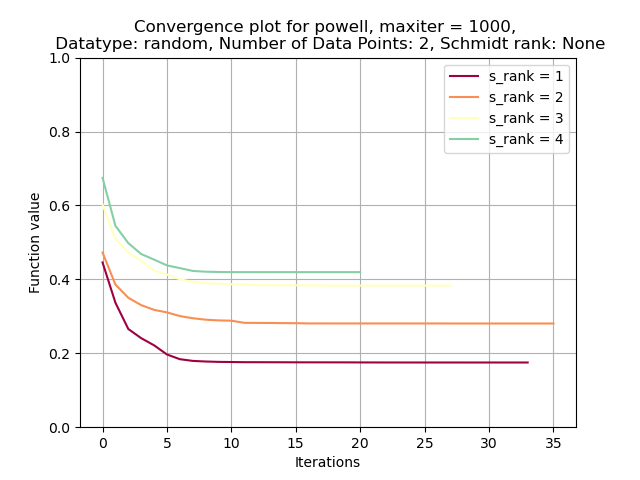 Convergence plot for powell, maxiter = 1000,
Datatype: random, Number of Data Points: 2, Schmidt rank: None
1.0
0.8
0.6
0.4
0.2
0.0
Function value
s_rank = 1
s_rank = 2
s_rank = 3
s_rank = 4
0 5 10 15 20 25 30 35
Iterations